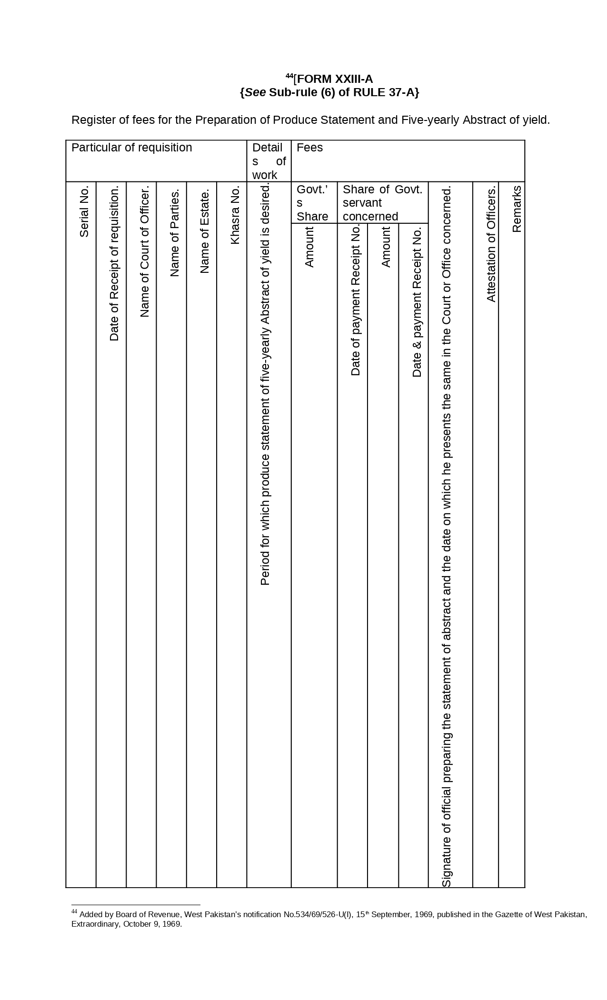 44[FORM XXIII-A
{See Sub-rule (6) of RULE 37-A}
Register of fees for the Preparation of Produce Statement and Five-yearly Abstract of yield.
Particular of requisition
Detail
s of
work
Fees
Serial No.
Date of Receipt of requisition.
Name of Court of Officer.
Name of Parties.
Name of Estate.
Khasra No.
Period for which produce statement of five-yearly Abstract of yield is desired.
Govt.’
s
Share
Share of Govt.
servant
concerned
Amount
Date of payment Receipt No.
Amount
Date & payment Receipt No.
Signature of official preparing the statement of abstract and the date on which he presents the same in the Court or Office concerned.
Attestation of Officers.
Remarks
44 Added by Board of Revenue, West Pakistan’s notification No.534/69/526-U(I), 15th September, 1969, published in the Gazette of West Pakistan,
Extraordinary, October 9, 1969.